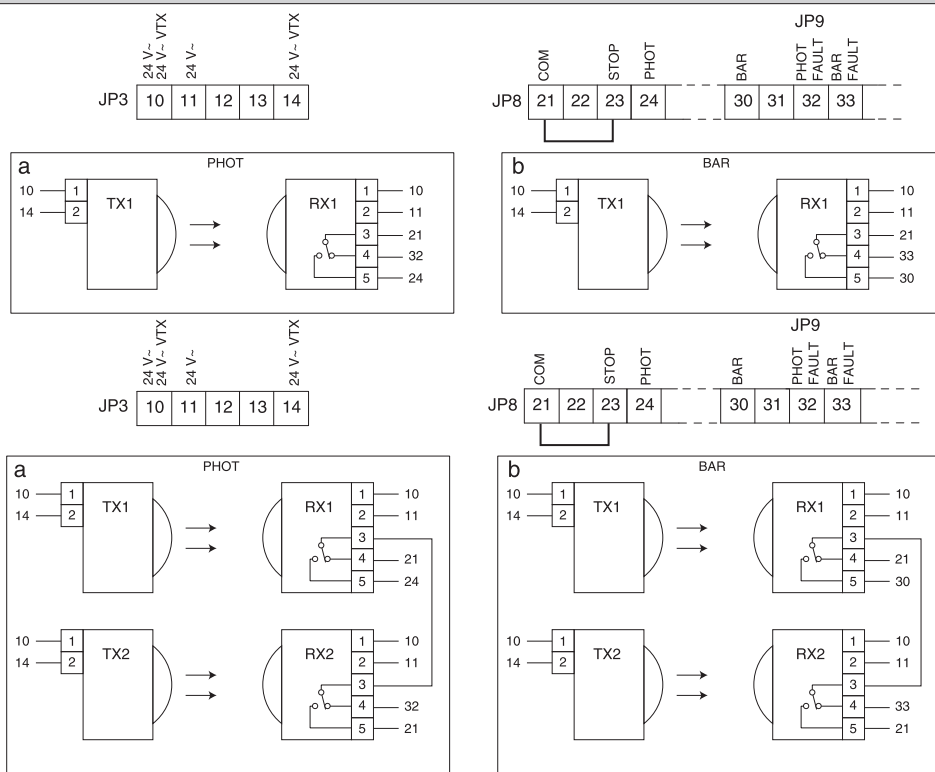 JP9
24 V~
24 V~ VTX
24 V~
24 V~ VTX
COM
STOP
PHOT
BAR
PHOT
FAULT
BAR
FAULT
JP3 10 11 12 13 14
JP8 21 22 23 24 30 31 32 33
a PHOT
10 1 TX1 RX1 1 10
14 2 2 11
3 21
4 32
5 24
b BAR
10 1 TX1 RX1 1 10
14 2 2 11
3 21
4 33
5 30
JP9
24 V~
24 V~ VTX
24 V~
24 V~ VTX
COM
STOP
PHOT
BAR
PHOT
FAULT
BAR
FAULT
JP3 10 11 12 13 14
JP8 21 22 23 24 30 31 32 33
a PHOT
10 1 TX1 RX1 1 10
14 2 2 11
3
4 21
5 24
10 1 TX2 RX2 1 10
14 2 2 11
3
4 32
5 21
b BAR
10 1 TX1 RX1 1 10
14 2 2 11
3
4 21
5 30
10 1 TX2 RX2 1 10
14 2 2 11
3
4 33
5 21